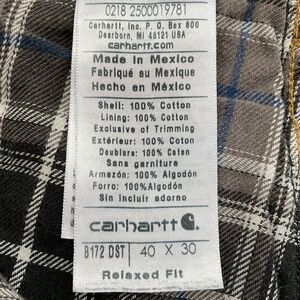 0218 2500019781
Carhartt, Inc. P. O. Box 600
Dearborn, MI 48121 USA
carhartt.com
Made in Mexico
Fabriqué au Mexique
Hecho en México
Shell: 100% Cotton
Lining: 100% Cotton
Exclusive of Trimming
Extérieur: 100% Coton
Doublure: 100% Coton
Sans garniture
Armazón: 100% Algodón
Forro: 100%Algodón
Sin incluir adorno
carhartt
B172 DST 40 X 30
Relaxed Fit